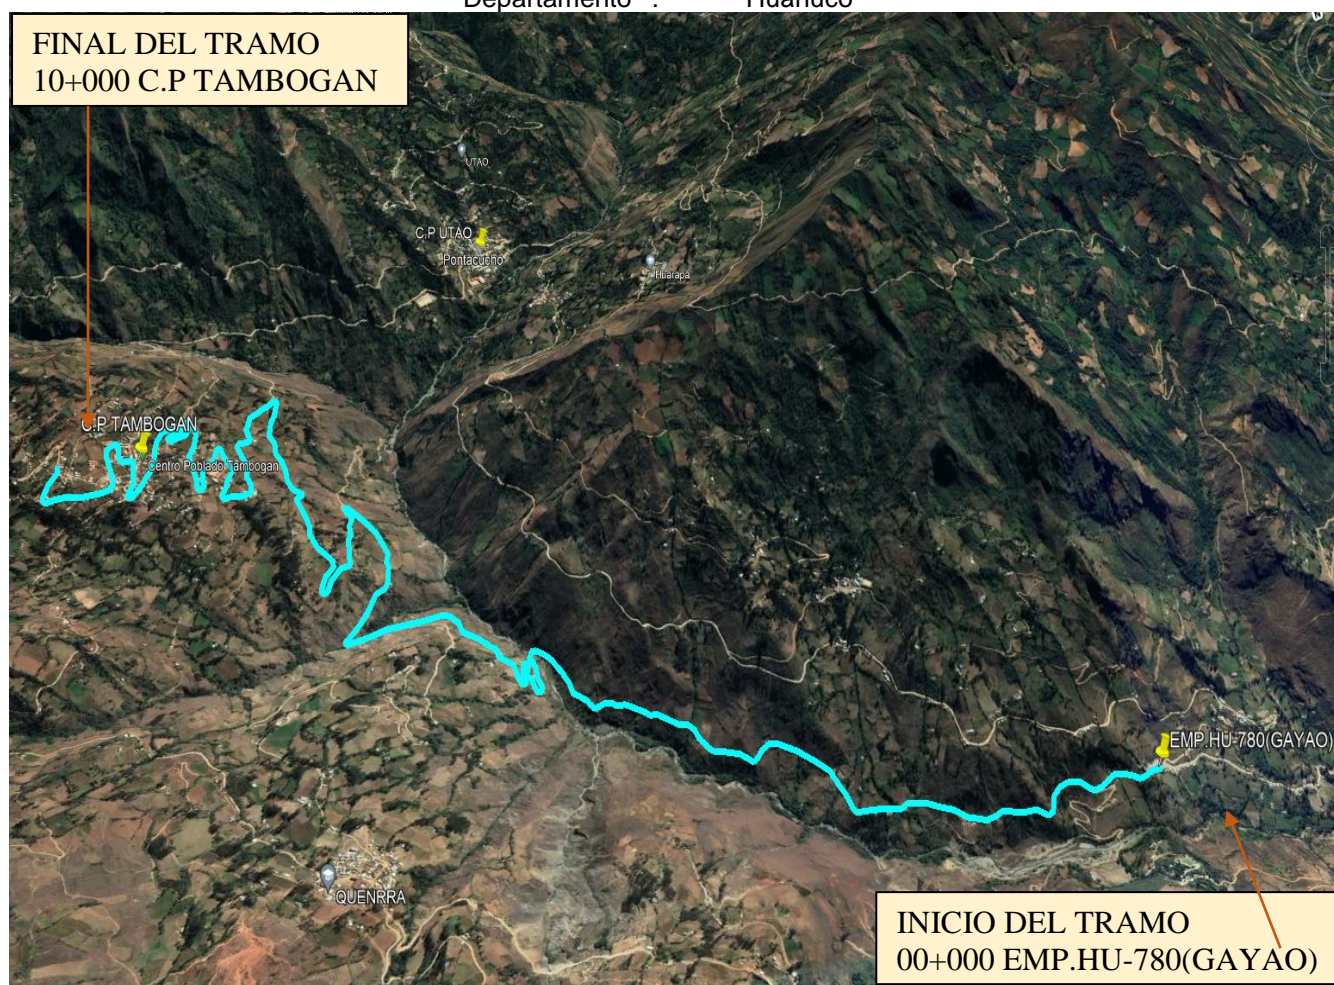 Departamento : Huánuco
FINAL DEL TRAMO
10+000 C.P TAMBOGAN
UTAO
C.P UTAO
Pontacucho
Huarapa
C.P TAMBOGAN
Centro Poblado Tambogan
EMP.HU-780(GAYAO)
QUENRRA
INICIO DEL TRAMO
00+000 EMP.HU-780(GAYAO)